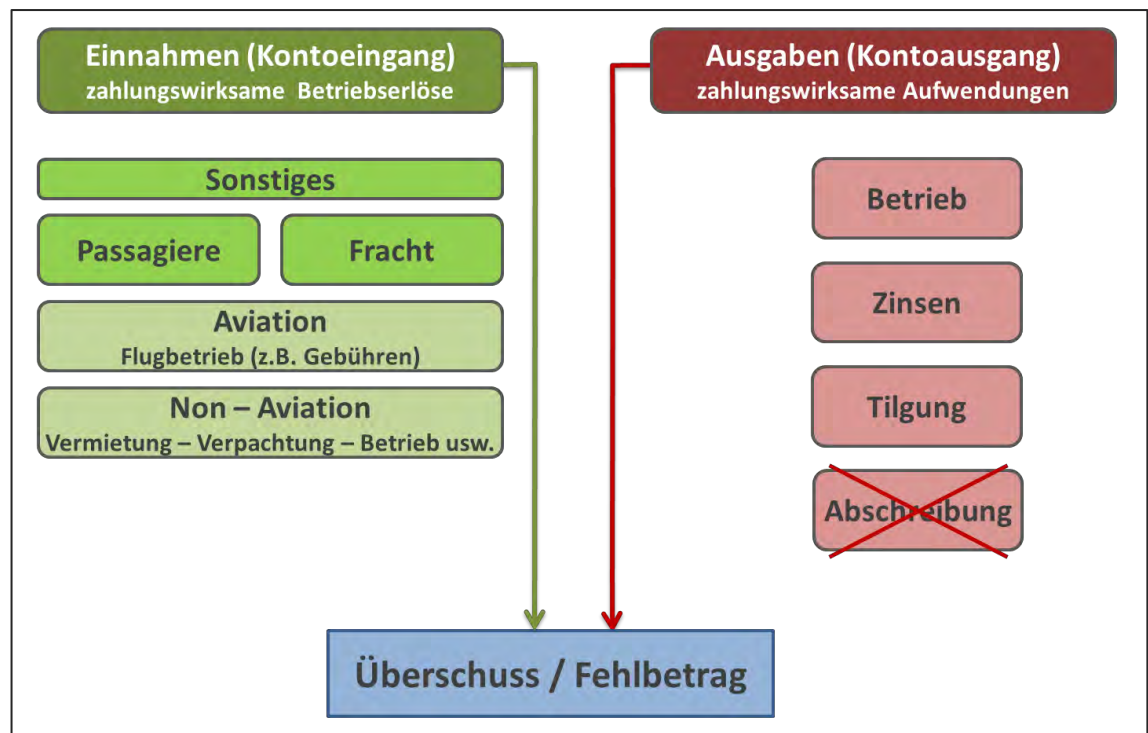 Einnahmen (Kontoeingang)
zahlungswirksame Betriebserlöse
Sonstiges
Passagiere
Fracht
Aviation
Flugbetrieb (z.B. Gebühren)
Non – Aviation
Vermietung – Verpachtung – Betrieb usw.
Ausgaben (Kontoausgang)
zahlungswirksame Aufwendungen
Betrieb
Zinsen
Tilgung
Abschreibung
Überschuss / Fehlbetrag